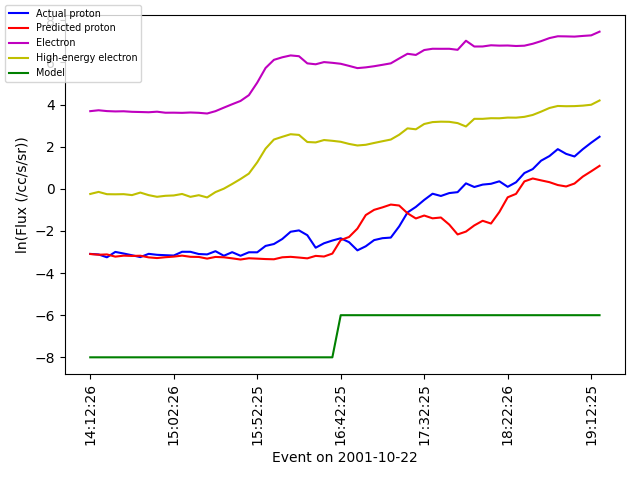 Actual proton
Predicted proton
Electron
High-energy electron
Model
4
2
0
−2
−4
−6
−8
ln(Flux (/cc/s/sr))
14:12:26
15:02:26
15:52:25
16:42:25
17:32:25
18:22:26
19:12:25
Event on 2001-10-22